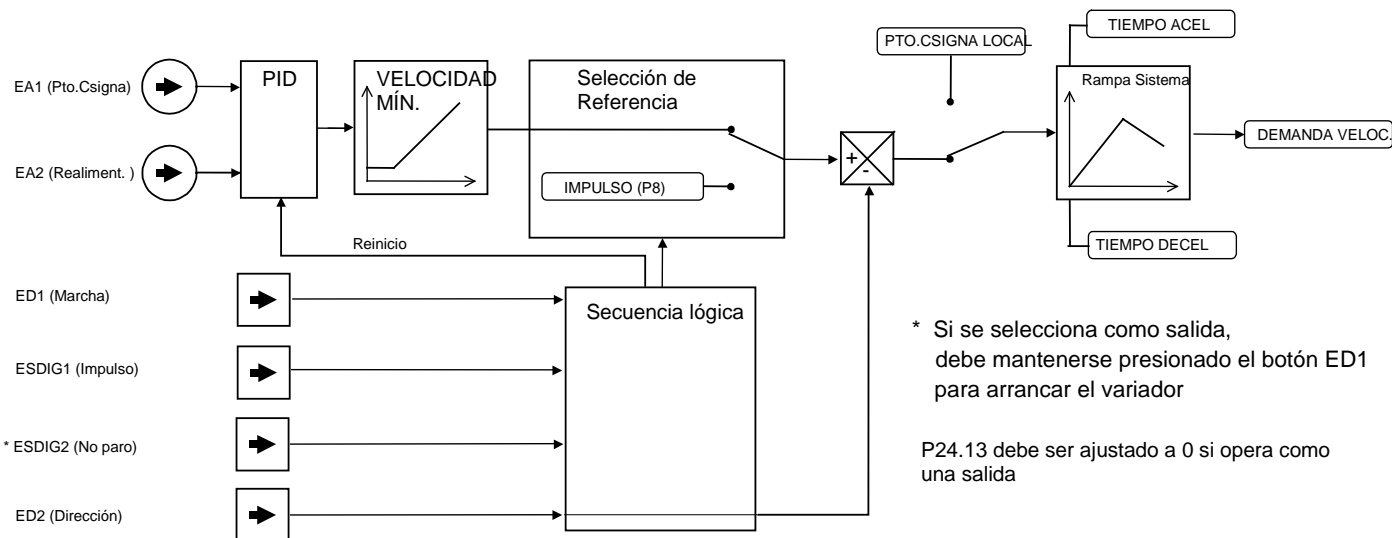 TIEMPO ACEL
PTO.CSIGNA LOCAL
EA1 (Pto.Csigna)
PID
VELOCIDAD
MÍN.
Selección de
Referencia
Rampa Sistema
+
-
DEMANDA VELOC.
EA2 (Realiment. )
IMPULSO (P8)
Reinicio
TIEMPO DECEL
ED1 (Marcha)
Secuencia lógica
* Si se selecciona como salida,
debe mantenerse presionado el botón ED1
para arrancar el variador
ESDIG1 (Impulso)
* ESDIG2 (No paro)
P24.13 debe ser ajustado a 0 si opera como
una salida
ED2 (Dirección)